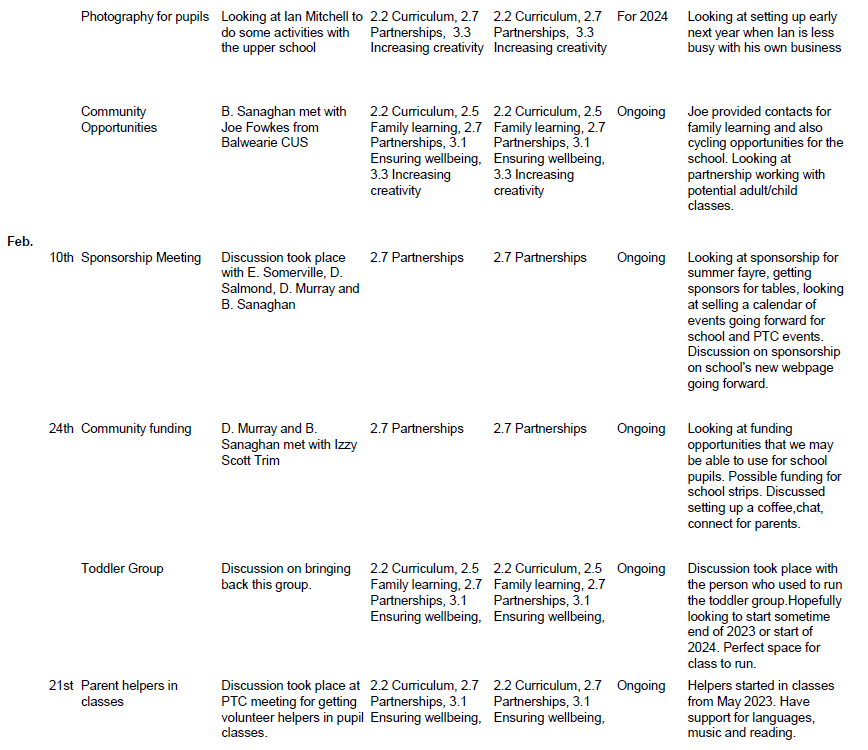 Photography for pupils
Looking at Ian Mitchell to
do some activities with
the upper school
2.2 Curriculum, 2.7
Partnerships, 3.3
Increasing creativity
2.2 Curriculum, 2.7
Partnerships, 3.3
Increasing creativity
For 2024
Looking at setting up early
next year when Ian is less
busy with his own business
Community
Opportunities
B. Sanaghan met with
Joe Fowkes from
Balwearie CUS
2.2 Curriculum, 2.5
Family learning, 2.7
Partnerships, 3.1
Ensuring wellbeing,
3.3 Increasing
creativity
2.2 Curriculum, 2.5
Family learning, 2.7
Partnerships, 3.1
Ensuring wellbeing,
3.3 Increasing
creativity
Ongoing
Joe provided contacts for
family learning and also
cycling opportunities for the
school. Looking at
partnership working with
potential adult/child
classes.
Feb.
10th
Sponsorship Meeting
Discussion took place
with E. Somerville, D.
Salmond, D. Murray and
B. Sanaghan
2.7 Partnerships
2.7 Partnerships
Ongoing
Looking at sponsorship for
summer fayre, getting
sponsors for tables, looking
at selling a calendar of
events going forward for
school and PTC events.
Discussion on sponsorship
on school's new webpage
going forward.
24th
Community funding
D. Murray and B.
Sanaghan met with Izzy
Scott Trim
2.7 Partnerships
2.7 Partnerships
Ongoing
Looking at funding
opportunities that we may
be able to use for school
pupils. Possible funding for
school strips. Discussed
setting up a coffee,chat,
connect for parents.
Toddler Group
Discussion on bringing
back this group.
2.2 Curriculum, 2.5
Family learning, 2.7
Partnerships, 3.1
Ensuring wellbeing,
2.2 Curriculum, 2.5
Family learning, 2.7
Partnerships, 3.1
Ensuring wellbeing,
Ongoing
Discussion took place with
the person who used to run
the toddler group.Hopefully
looking to start sometime
end of 2023 or start of
2024. Perfect space for
class to run.
21st
Parent helpers in
classes
Discussion took place at
PTC meeting for getting
volunteer helpers in pupil
classes.
2.2 Curriculum, 2.7
Partnerships, 3.1
Ensuring wellbeing,
2.2 Curriculum, 2.7
Partnerships, 3.1
Ensuring wellbeing,
Ongoing
Helpers started in classes
from May 2023. Have
support for languages,
music and reading.